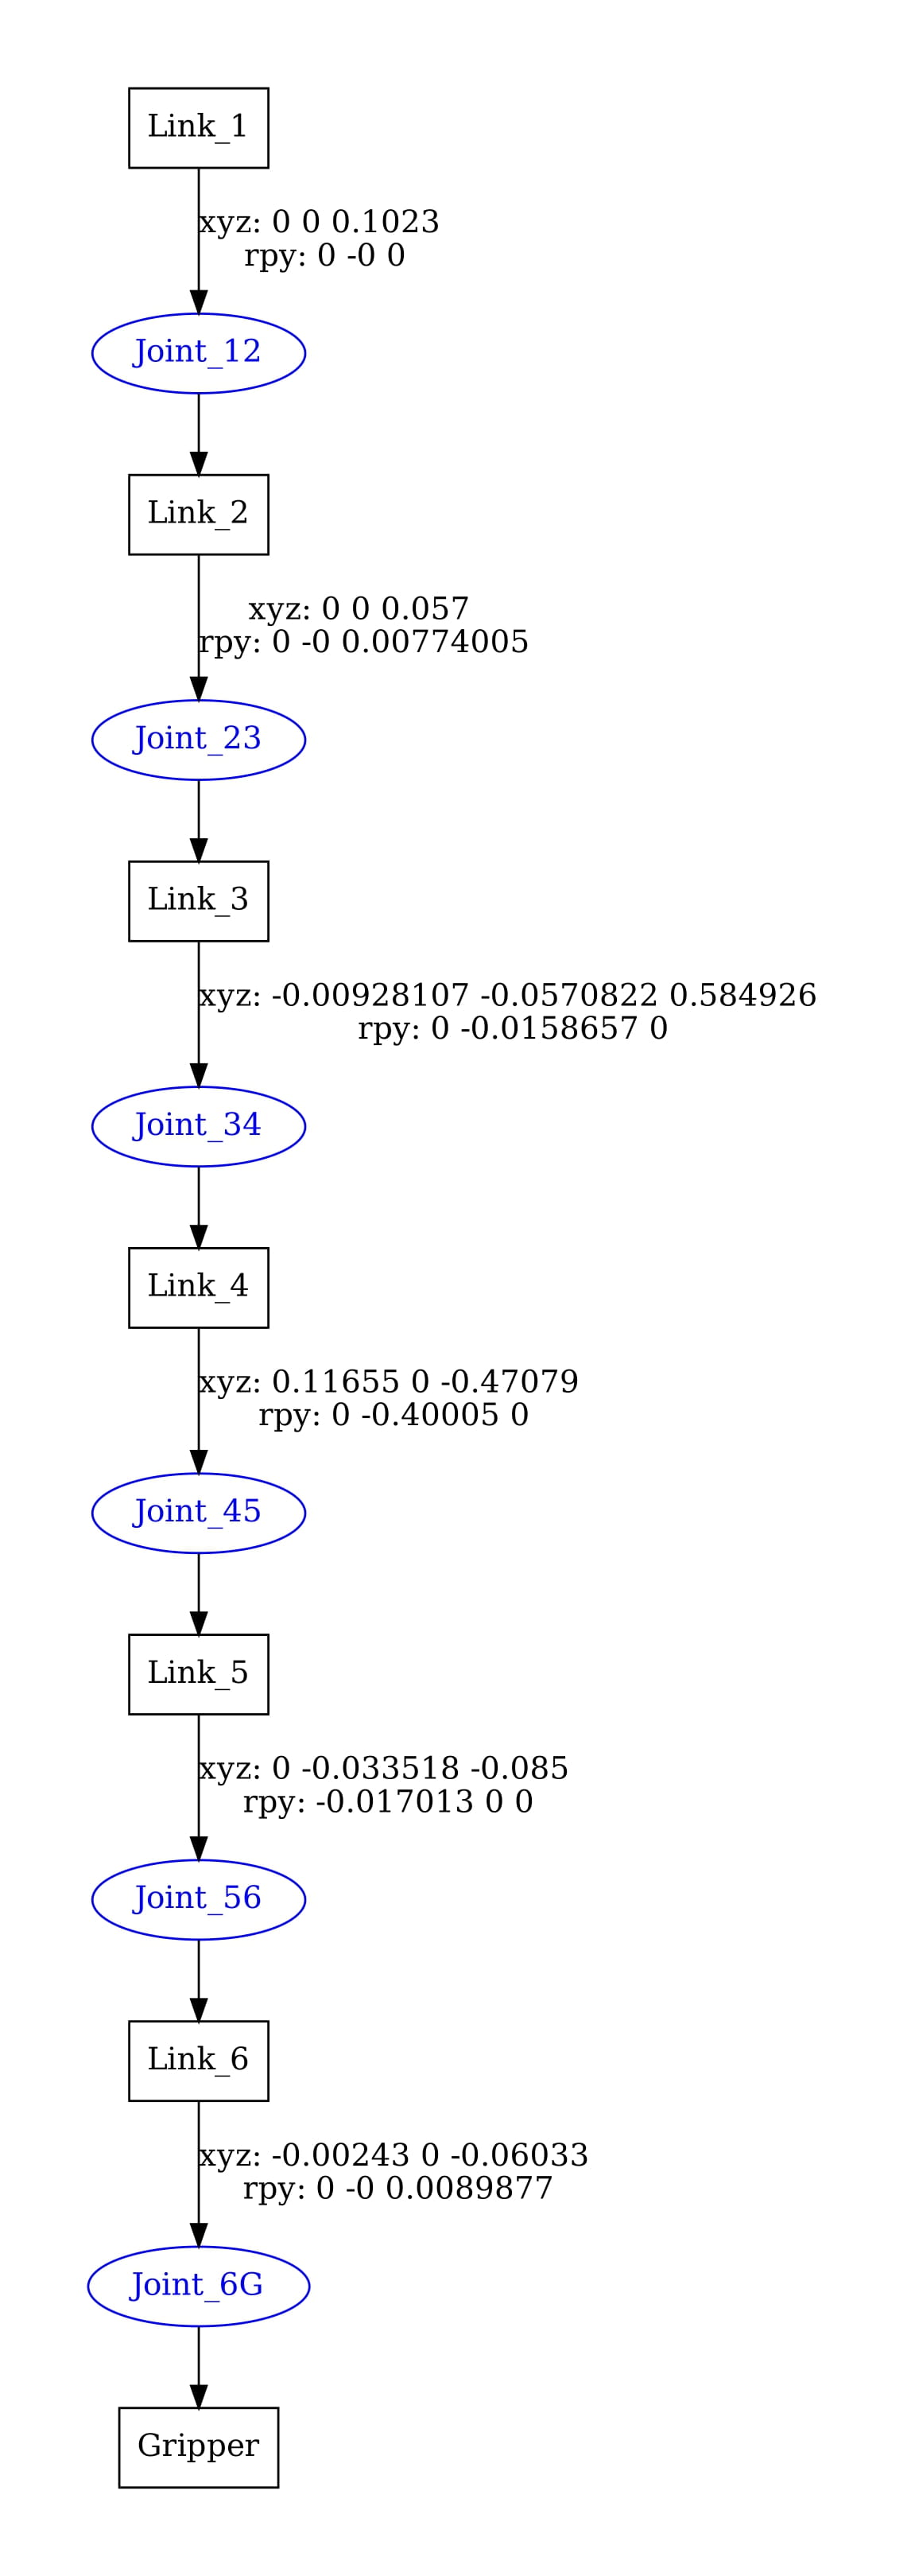 Link_1
xyz: 0 0 0.1023
rpy: 0 -0 0
Joint_12
Link_2
xyz: 0 0 0.057
rpy: 0 -0 0.00774005
Joint_23
Link_3
xyz: -0.00928107 -0.0570822 0.584926
rpy: 0 -0.0158657 0
Joint_34
Link_4
xyz: 0.11655 0 -0.47079
rpy: 0 -0.40005 0
Joint_45
Link_5
xyz: 0 -0.033518 -0.085
rpy: -0.017013 0 0
Joint_56
Link_6
xyz: -0.00243 0 -0.06033
rpy: 0 -0 0.0089877
Joint_6G
Gripper